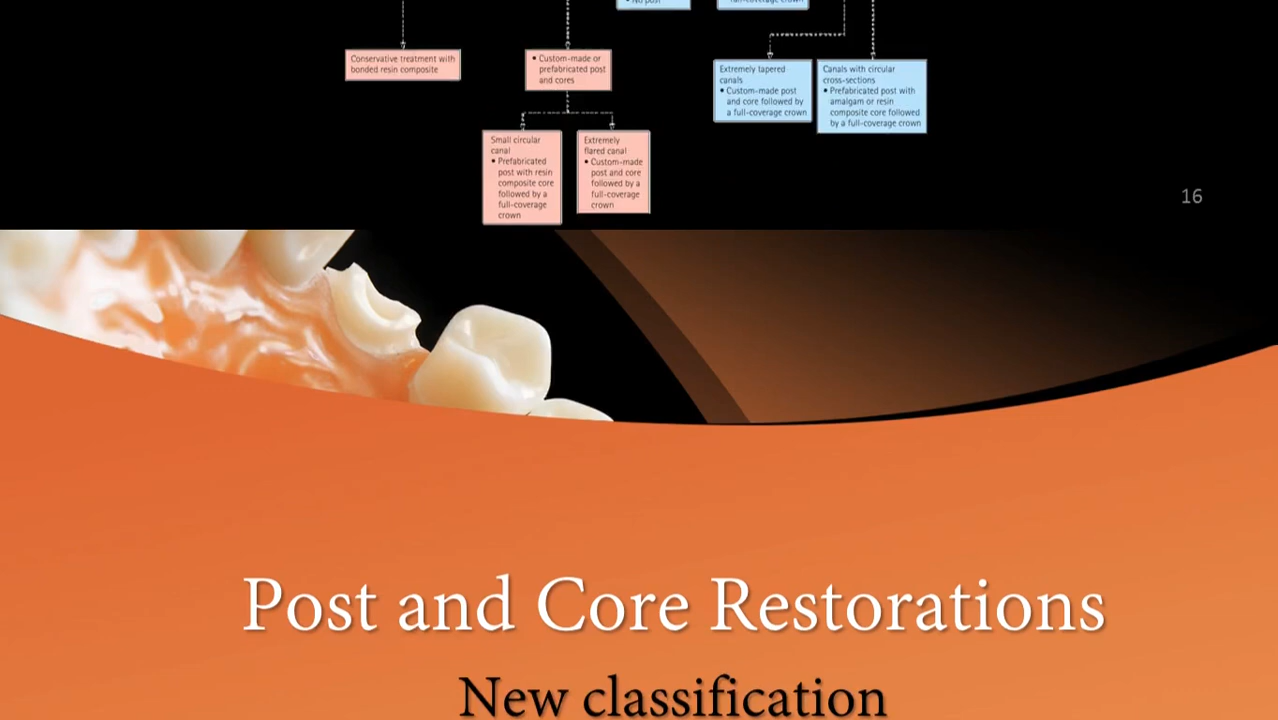 • No post
full-coverage crown
Conservative treatment with
bonded resin composite
• Custom-made or
prefabricated post
and cores
Extremely tapered
canals
• Custom-made post
and core followed by
a full-coverage crown
Canals with circular
cross-sections
• Prefabricated post with
amalgam or resin
composite core followed
by a full-coverage crown
Small circular
canal
• Prefabricated
post with resin
composite core
followed by a
full-coverage
crown
Extremely
flared canal
• Custom-made
post and core
followed by a
full-coverage
crown
16
Post and Core Restorations
New classification